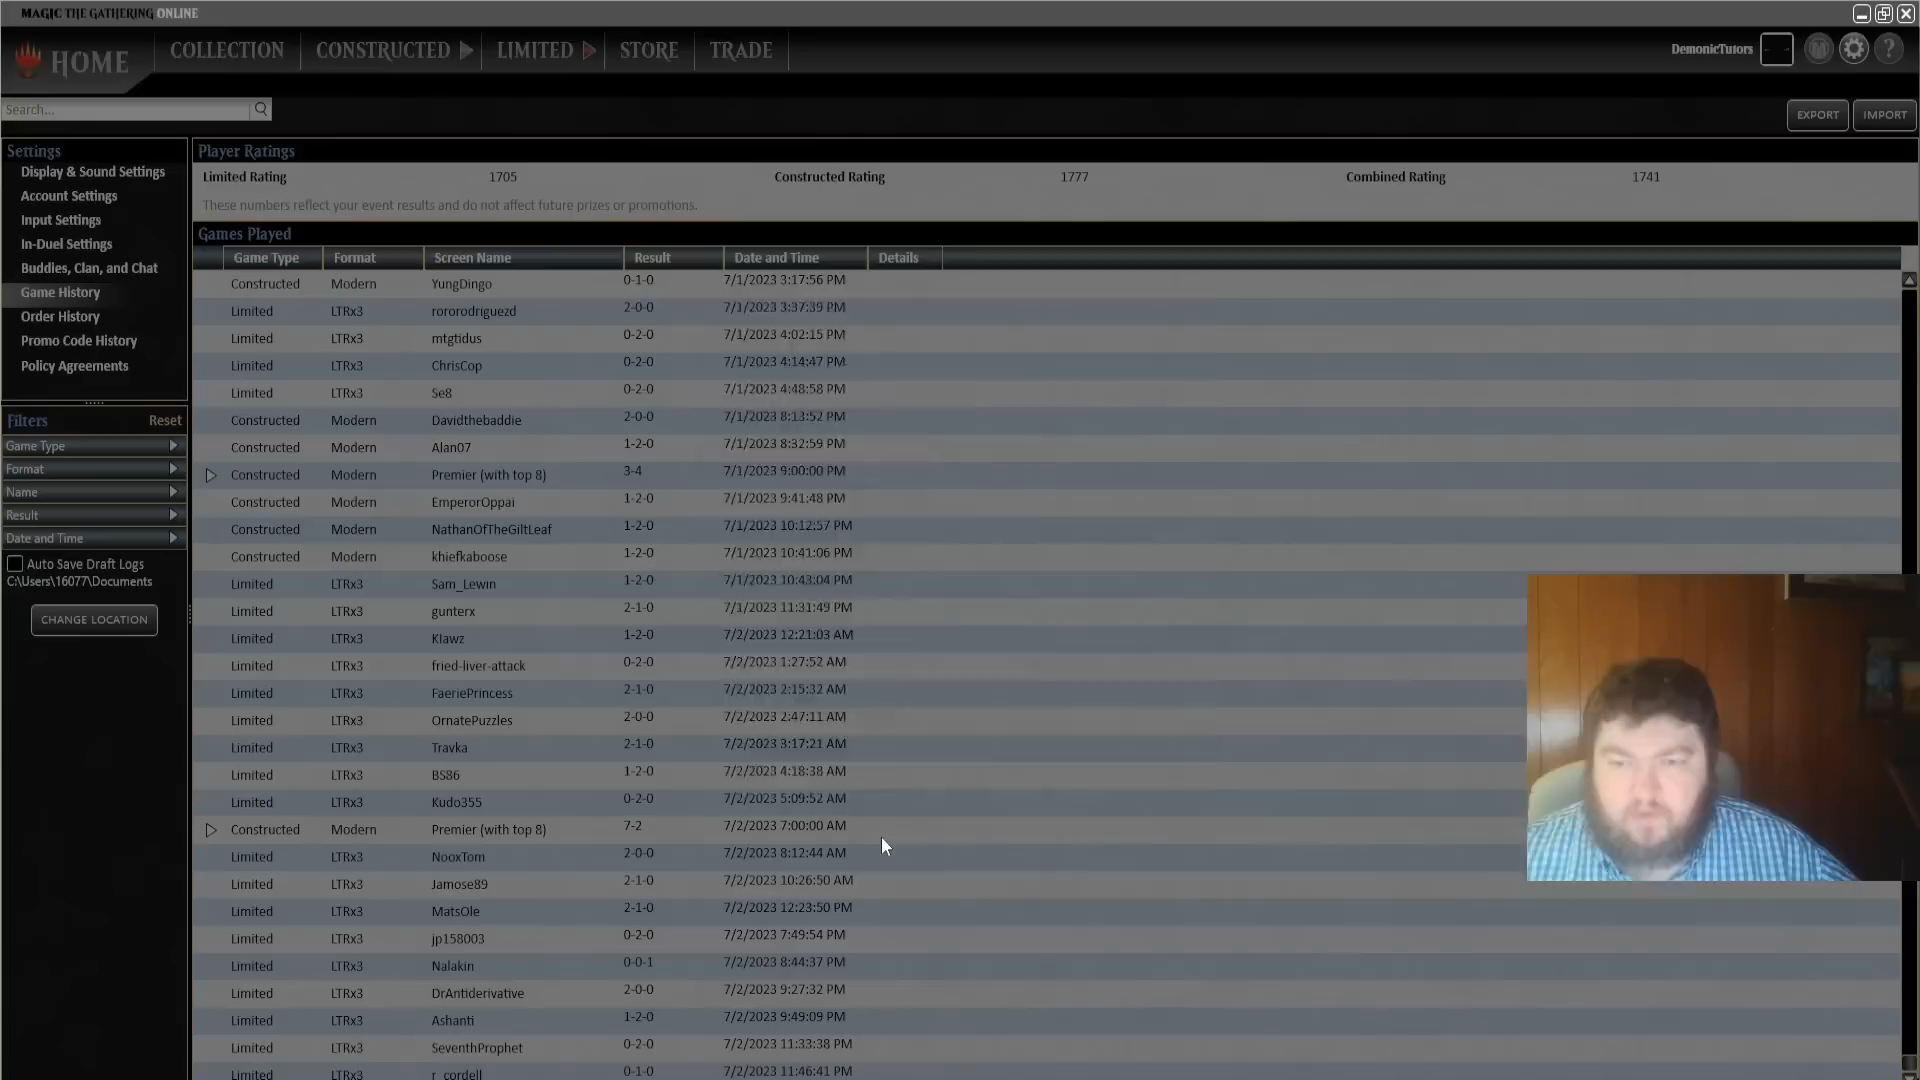 MAGIC THE GATHERING ONLINE
HOME COLLECTION CONSTRUCTED LIMITED STORE TRADE DemonicTutors ?
Search...
EXPORT IMPORT
Settings
Display & Sound Settings
Account Settings
Input Settings
In-Duel Settings
Buddies, Clan, and Chat
Game History
Order History
Promo Code History
Policy Agreements
Filters Reset
Game Type
Format
Name
Result
Date and Time
Auto Save Draft Logs
C:\Users\16077\Documents
CHANGE LOCATION
Player Ratings
Limited Rating 1705 Constructed Rating 1777 Combined Rating 1741
These numbers reflect your event results and do not affect future prizes or promotions.
Games Played
Game Type Format Screen Name Result Date and Time Details
Constructed Modern YungDingo 0-1-0 7/1/2023 3:17:56 PM
Limited LTRx3 rororodriguezd 2-0-0 7/1/2023 3:37:39 PM
Limited LTRx3 mtgtidus 0-2-0 7/1/2023 4:02:15 PM
Limited LTRx3 ChrisCop 0-2-0 7/1/2023 4:14:47 PM
Limited LTRx3 Se8 0-2-0 7/1/2023 4:48:58 PM
Constructed Modern Davidthebaddie 2-0-0 7/1/2023 8:13:52 PM
Constructed Modern Alan07 1-2-0 7/1/2023 8:32:59 PM
Constructed Modern Premier (with top 8) 3-4 7/1/2023 9:00:00 PM
Constructed Modern EmperorOppai 1-2-0 7/1/2023 9:41:48 PM
Constructed Modern NathanOfTheGiltLeaf 1-2-0 7/1/2023 10:12:57 PM
Constructed Modern khiefkaboose 1-2-0 7/1/2023 10:41:06 PM
Limited LTRx3 Sam_Lewin 1-2-0 7/1/2023 10:43:04 PM
Limited LTRx3 gunterx 2-1-0 7/1/2023 11:31:49 PM
Limited LTRx3 Klawz 1-2-0 7/2/2023 12:21:03 AM
Limited LTRx3 fried-liver-attack 0-2-0 7/2/2023 1:27:52 AM
Limited LTRx3 FaeriePrincess 2-1-0 7/2/2023 2:15:32 AM
Limited LTRx3 OrnatePuzzles 2-0-0 7/2/2023 2:47:11 AM
Limited LTRx3 Travka 2-1-0 7/2/2023 3:17:21 AM
Limited LTRx3 BS86 1-2-0 7/2/2023 4:18:38 AM
Limited LTRx3 Kudo355 0-2-0 7/2/2023 5:09:52 AM
Constructed Modern Premier (with top 8) 7-2 7/2/2023 7:00:00 AM
Limited LTRx3 NooxTom 2-0-0 7/2/2023 8:12:44 AM
Limited LTRx3 Jamose89 2-1-0 7/2/2023 10:26:50 AM
Limited LTRx3 MatsOle 2-1-0 7/2/2023 12:23:50 PM
Limited LTRx3 jp158003 0-2-0 7/2/2023 7:49:54 PM
Limited LTRx3 Nalakin 0-0-1 7/2/2023 8:44:37 PM
Limited LTRx3 DrAntiderivative 2-0-0 7/2/2023 9:27:32 PM
Limited LTRx3 Ashanti 1-2-0 7/2/2023 9:49:09 PM
Limited LTRx3 SeventhProphet 0-2-0 7/2/2023 11:33:38 PM
Limited LTRx3 r_cordell 0-1-0 7/2/2023 11:46:41 PM